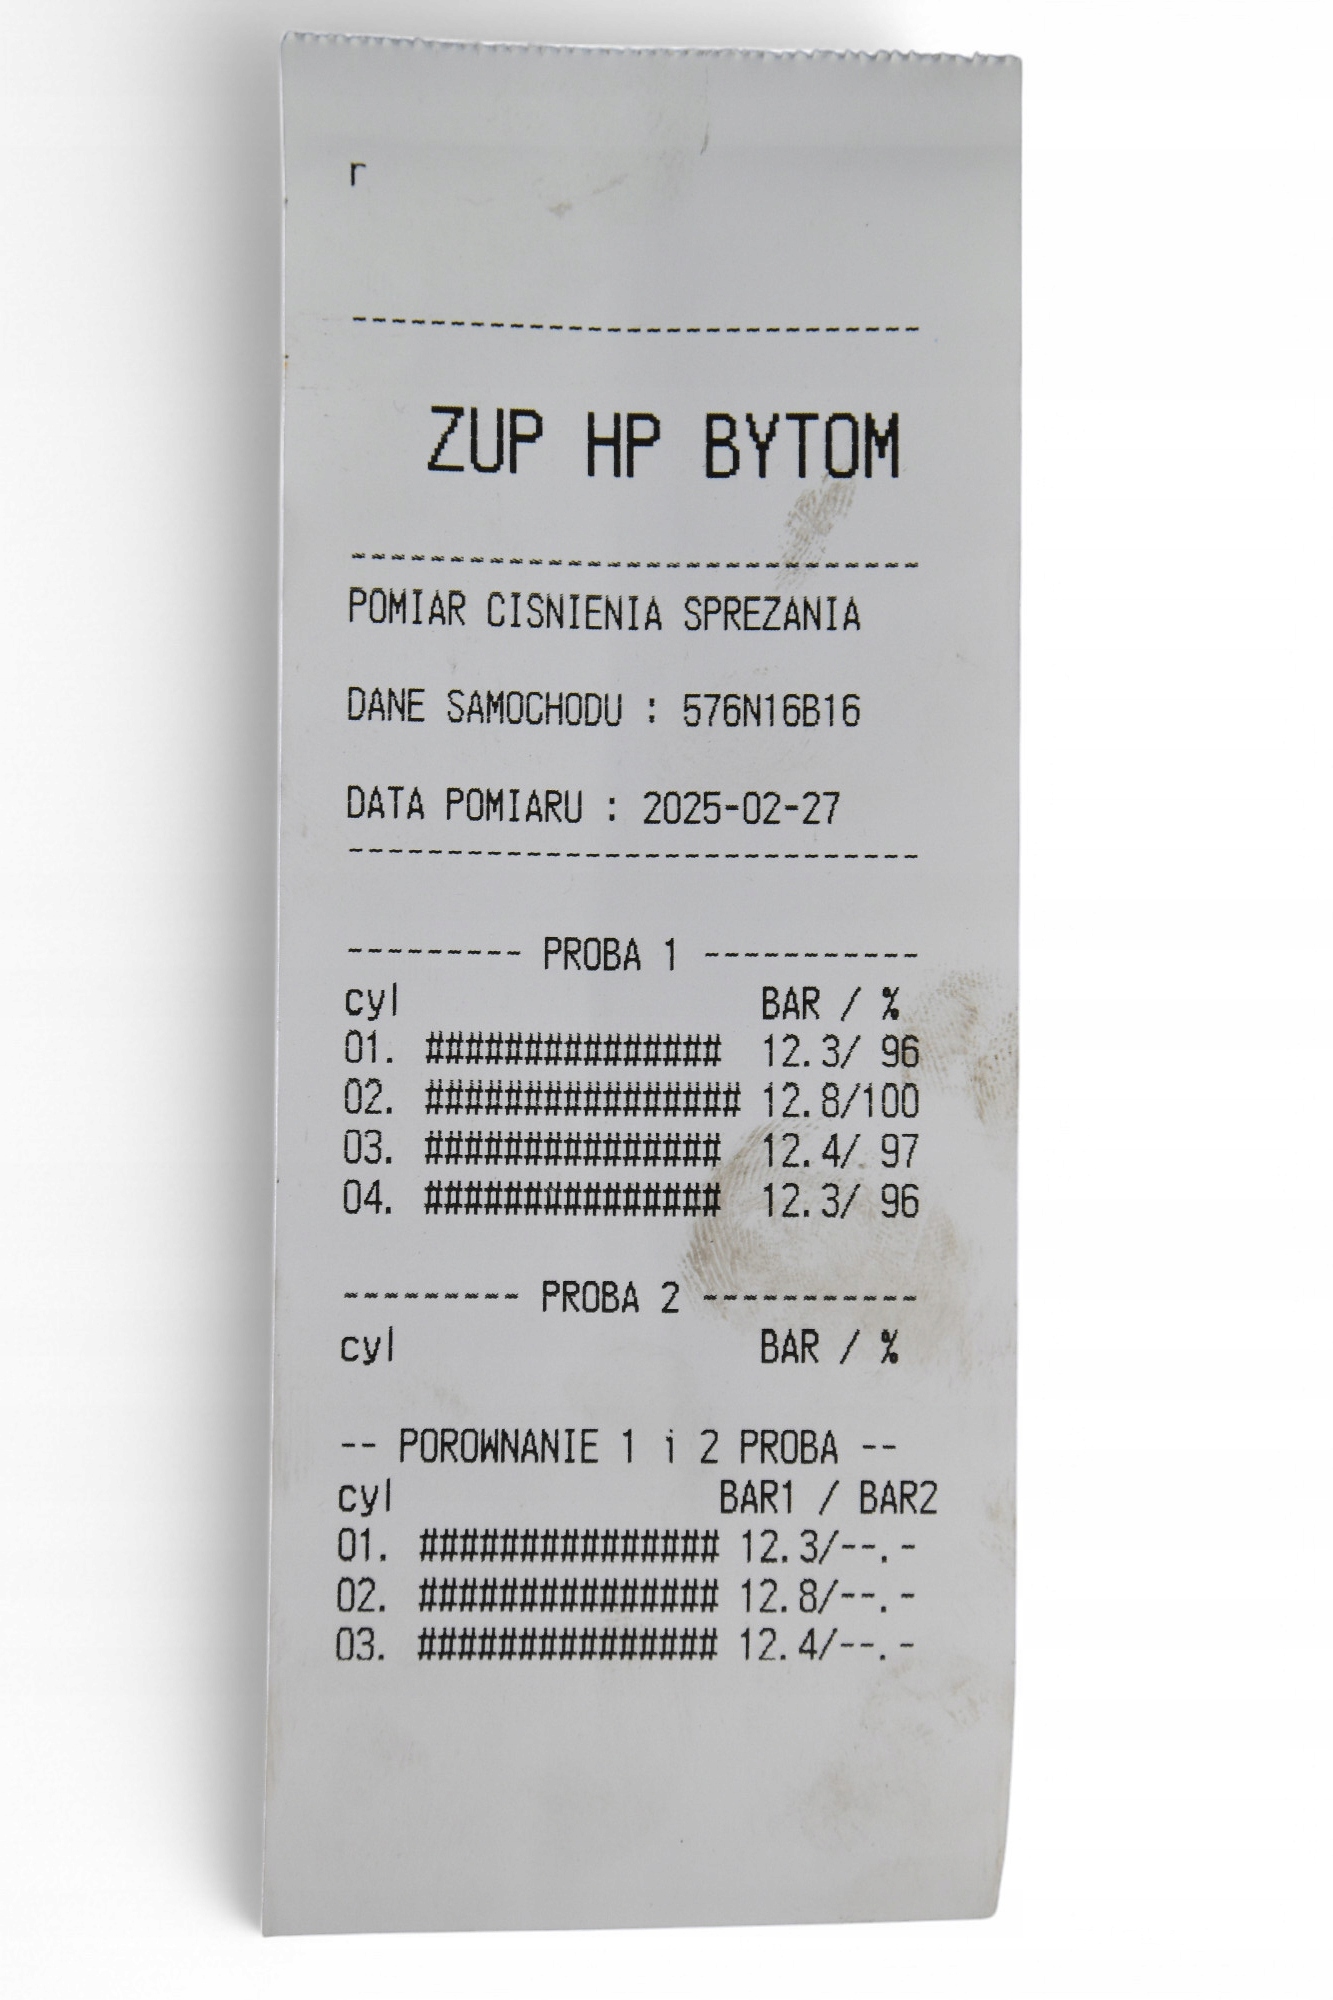 r
-----------------------------
ZUP HP BYTOM
-----------------------------
POMIAR CISNIENIA SPREZANIA
DANE SAMOCHODU : 576N16B16
DATA POMIARU : 2025-02-27
-----------------------------
--------- PROBA 1 -----------
cyl BAR / %
01. ############### 12.3/ 96
02. ################ 12.8/100
03. ############### 12.4/ 97
04. ############### 12.3/ 96
--------- PROBA 2 -----------
cyl BAR / %
-- POROWNANIE 1 i 2 PROBA --
cyl BAR1 / BAR2
01. ############### 12.3/--.-
02. ############### 12.8/--.-
03. ############### 12.4/--.-